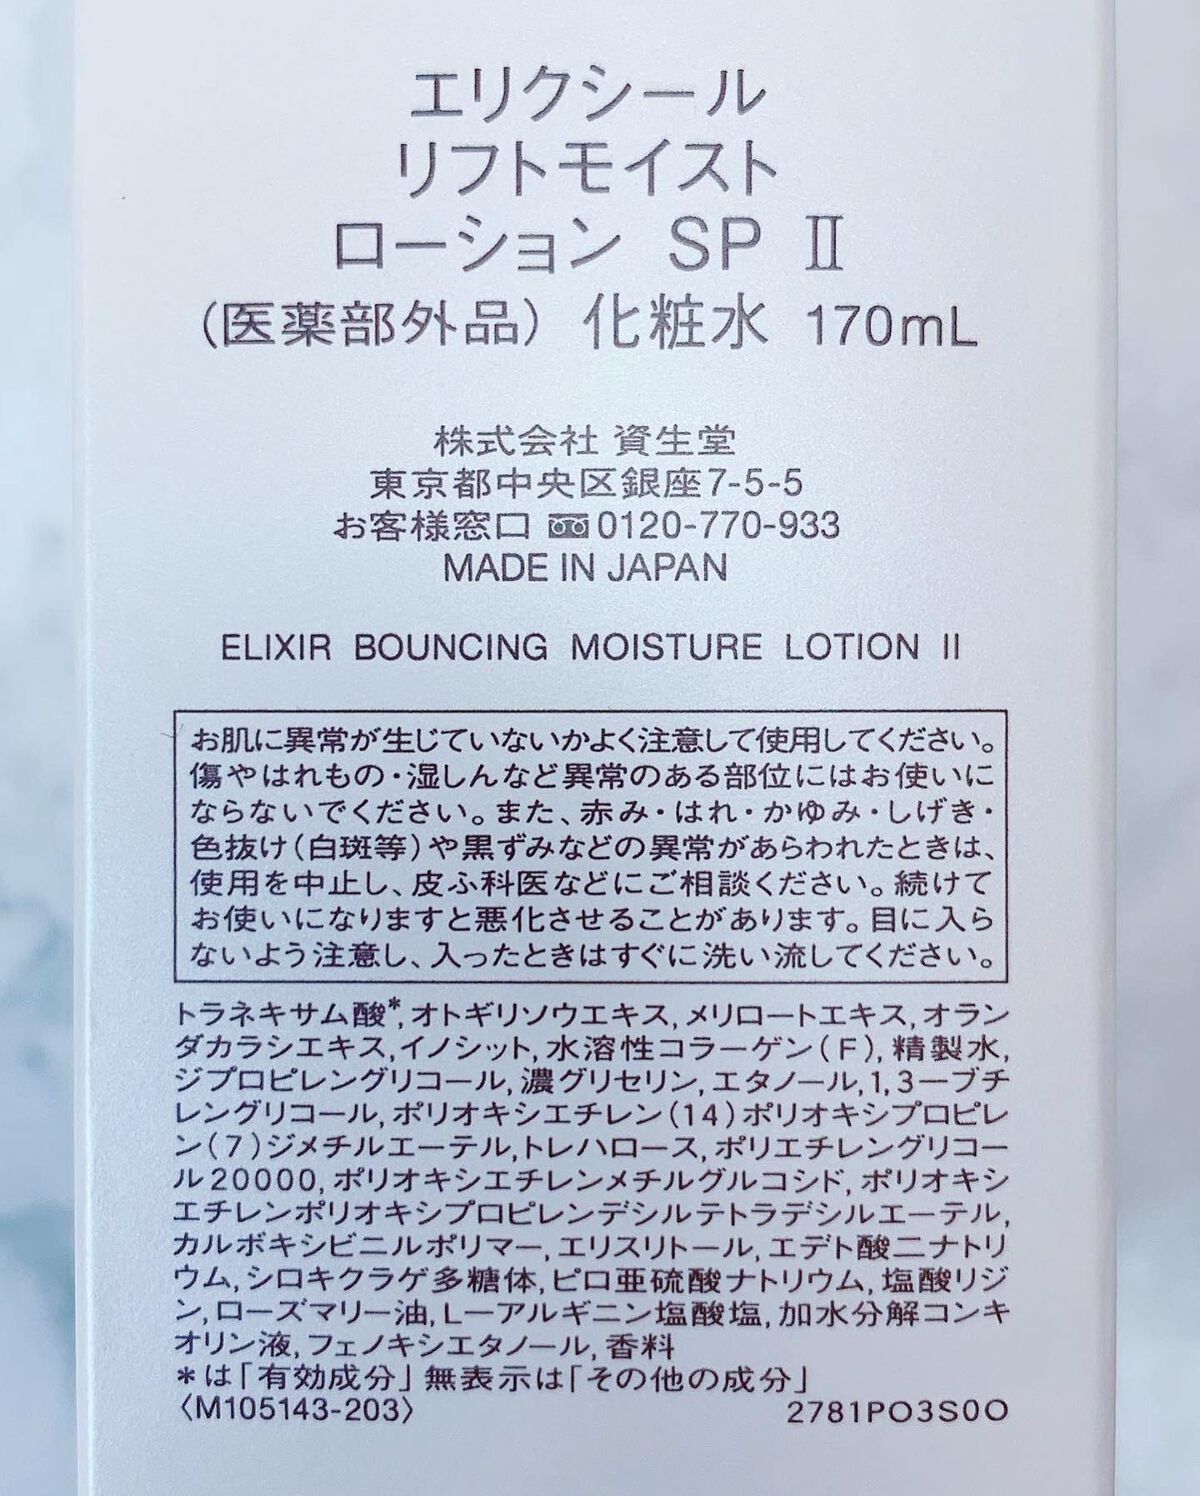 エリクシール
リフトモイスト
ローション SP Ⅱ
(医薬部外品) 化粧水 170mL
株式会社 資生堂
東京都中央区銀座7-5-5
お客様窓口 0120-770-933
MADE IN JAPAN
ELIXIR BOUNCING MOISTURE LOTION II
お肌に異常が生じていないかよく注意して使用してください。
傷やはれもの・湿しんなど異常のある部位にはお使いに
ならないでください。また、赤み・はれ・かゆみ・しげき・
色抜け(白斑等)や黒ずみなどの異常があらわれたときは、
使用を中止し、皮ふ科医などにご相談ください。続けて
お使いになりますと悪化させることがあります。目に入ら
ないよう注意し、入ったときはすぐに洗い流してください。
トラネキサム酸*,オトギリソウエキス,メリロートエキス,オラン
ダカラシエキス,イノシット,水溶性コラーゲン(F),精製水,
ジプロピレングリコール,濃グリセリン,エタノール,1,3ーブチ
レングリコール,ポリオキシエチレン(14)ポリオキシプロピレ
ン(7)ジメチルエーテル,トレハロース,ポリエチレングリコー
ル20000,ポリオキシエチレンメチルグルコシド,ポリオキシ
エチレンポリオキシプロピレンデシルテトラデシルエーテル,
カルボキシビニルポリマー,エリスリトール,エデト酸二ナトリ
ウム,シロキクラゲ多糖体,ピロ亜硫酸ナトリウム,塩酸リジ
ン,ローズマリー油,Lーアルギニン塩酸塩,加水分解コンキ
オリン液,フェノキシエタノール,香料
*は「有効成分」無表示は「その他の成分」
〈M105143-203〉 2781PO3S0O